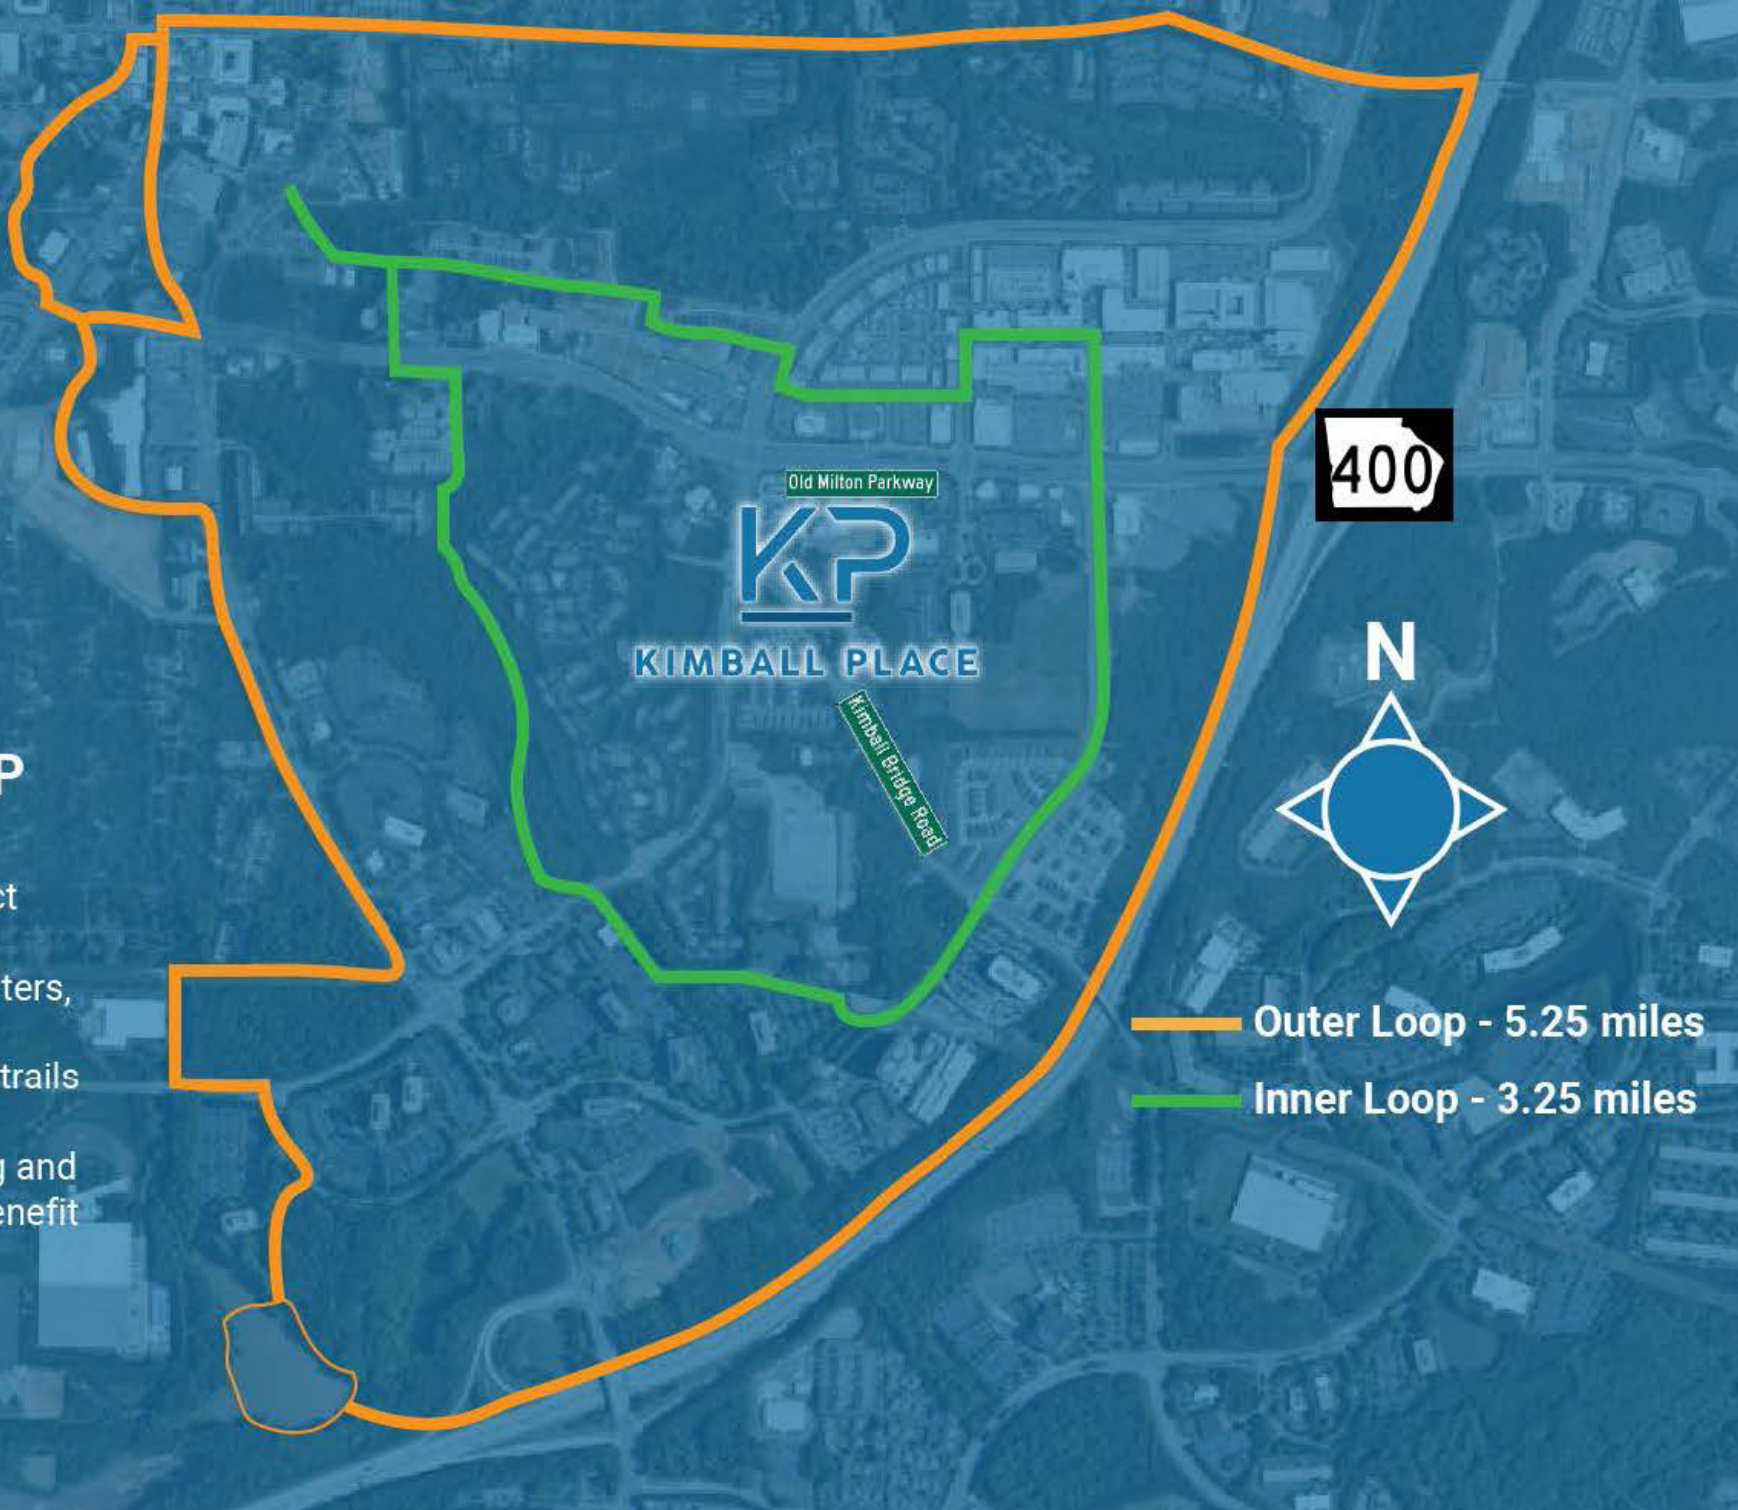 400
Old Milton Parkway
KP
KIMBALL PLACE
Kimball Bridge Road
N
P
ct
ters,
trails
g and
enefit
Outer Loop - 5.25 miles
Inner Loop - 3.25 miles